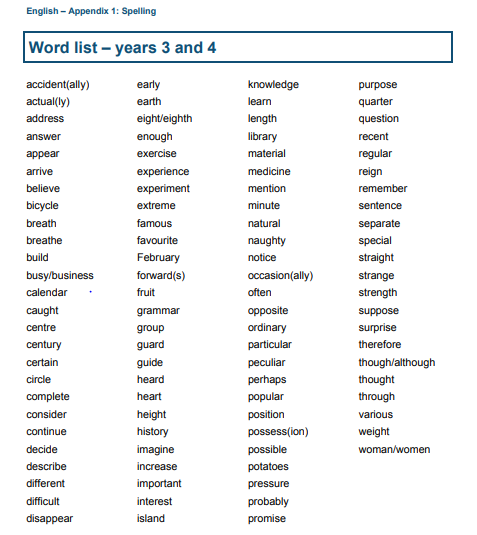 English – Appendix 1: Spelling
Word list – years 3 and 4
accident(ally)
actual(ly)
address
answer
appear
arrive
believe
bicycle
breath
breathe
build
busy/business
calendar
caught
centre
century
certain
circle
complete
consider
continue
decide
describe
different
difficult
disappear
early
earth
eight/eighth
enough
exercise
experience
experiment
extreme
famous
favourite
February
forward(s)
fruit
grammar
group
guard
guide
heard
heart
height
history
imagine
increase
important
interest
island
knowledge
learn
length
library
material
medicine
mention
minute
natural
naughty
notice
occasion(ally)
often
opposite
ordinary
particular
peculiar
perhaps
popular
position
possess(ion)
possible
potatoes
pressure
probably
promise
purpose
quarter
question
recent
regular
reign
remember
sentence
separate
special
straight
strange
strength
suppose
surprise
therefore
though/although
thought
through
various
weight
woman/women